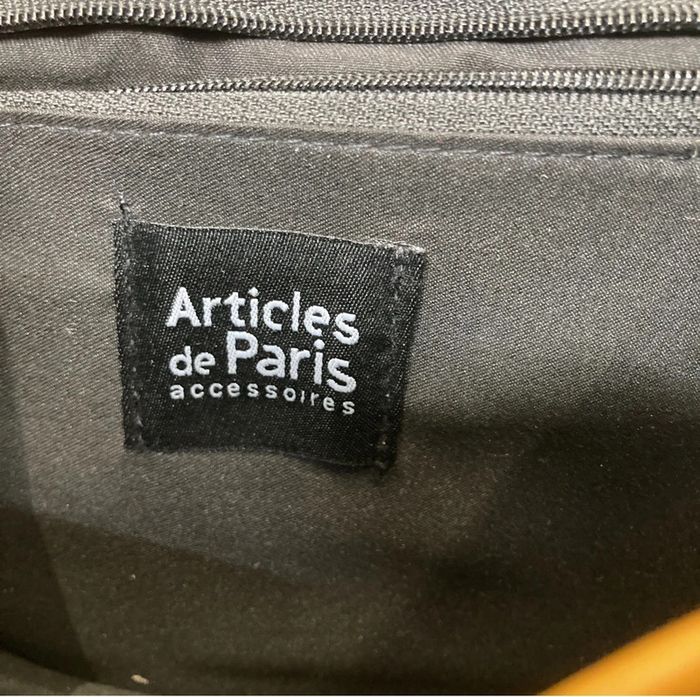 Articles
de Paris
accessoires